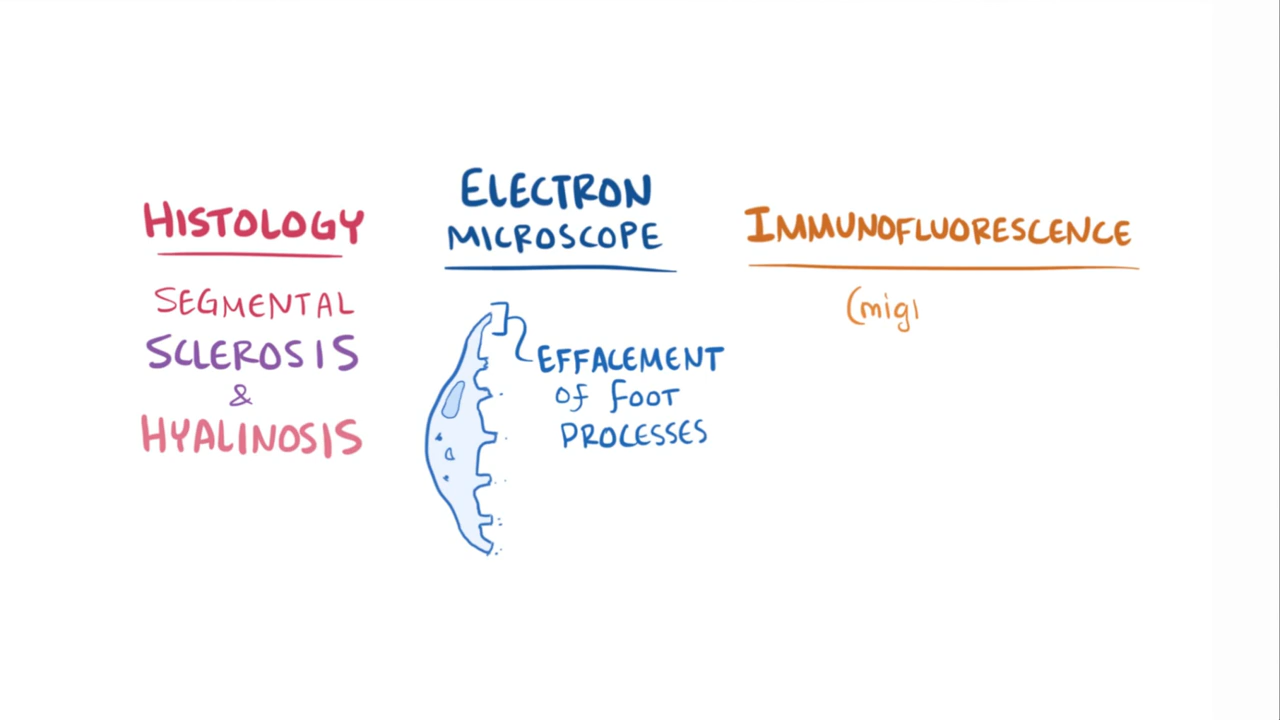 HISTOLOGY
SEGMENTAL
SCLEROSIS
&
HYALINOSIS
ELECTRON
MICROSCOPE
EFFACEMENT
of foot
PROCESSES
IMMUNOFLUORESCENCE